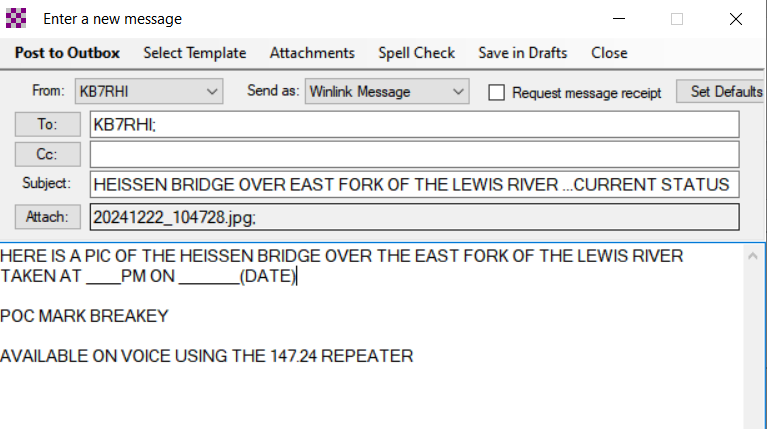 Enter a new message
Post to Outbox Select Template Attachments Spell Check Save in Drafts Close
From: KB7RHI Send as: Winlink Message Request message receipt Set Defaults
To: KB7RHI;
Cc:
Subject: HEISSEN BRIDGE OVER EAST FORK OF THE LEWIS RIVER ...CURRENT STATUS
Attach: 20241222_104728.jpg;
HERE IS A PIC OF THE HEISSEN BRIDGE OVER THE EAST FORK OF THE LEWIS RIVER
TAKEN AT ____PM ON _______(DATE)
POC MARK BREAKEY
AVAILABLE ON VOICE USING THE 147.24 REPEATER